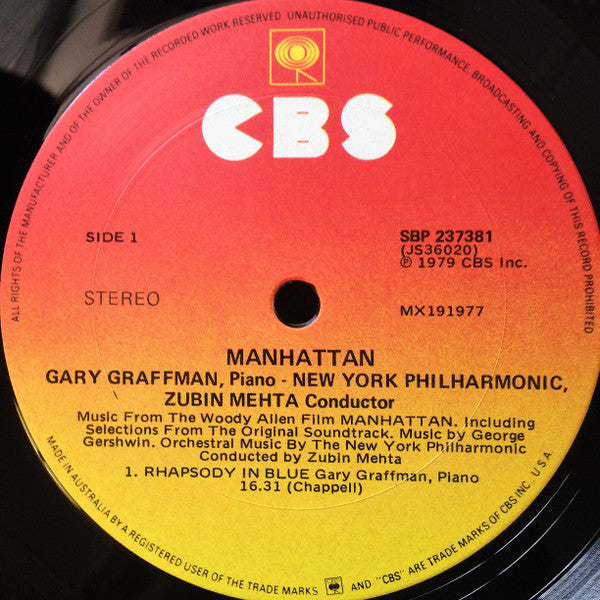 ALL RIGHTS OF THE MANUFACTURER AND OF THE OWNER OF THE RECORDED WORK RESERVED. UNAUTHORISED PUBLIC PERFORMANCE, BROADCASTING AND COPYING OF THIS RECORD PROHIBITED
CBS
SIDE 1
SBP 237381
(JS36020)
℗ 1979 CBS Inc.
STEREO
MX191977
MANHATTAN
GARY GRAFFMAN, Piano - NEW YORK PHILHARMONIC,
ZUBIN MEHTA Conductor
Music From The Woody Allen Film MANHATTAN. Including
Selections From The Original Soundtrack. Music by George
Gershwin. Orchestral Music By The New York Philharmonic
Conducted by Zubin Mehta
1. RHAPSODY IN BLUE Gary Graffman, Piano
16.31 (Chappell)
MADE IN AUSTRALIA BY A REGISTERED USER OF THE TRADE MARKS AND "CBS" ARE TRADE MARKS OF CBS INC. U S A